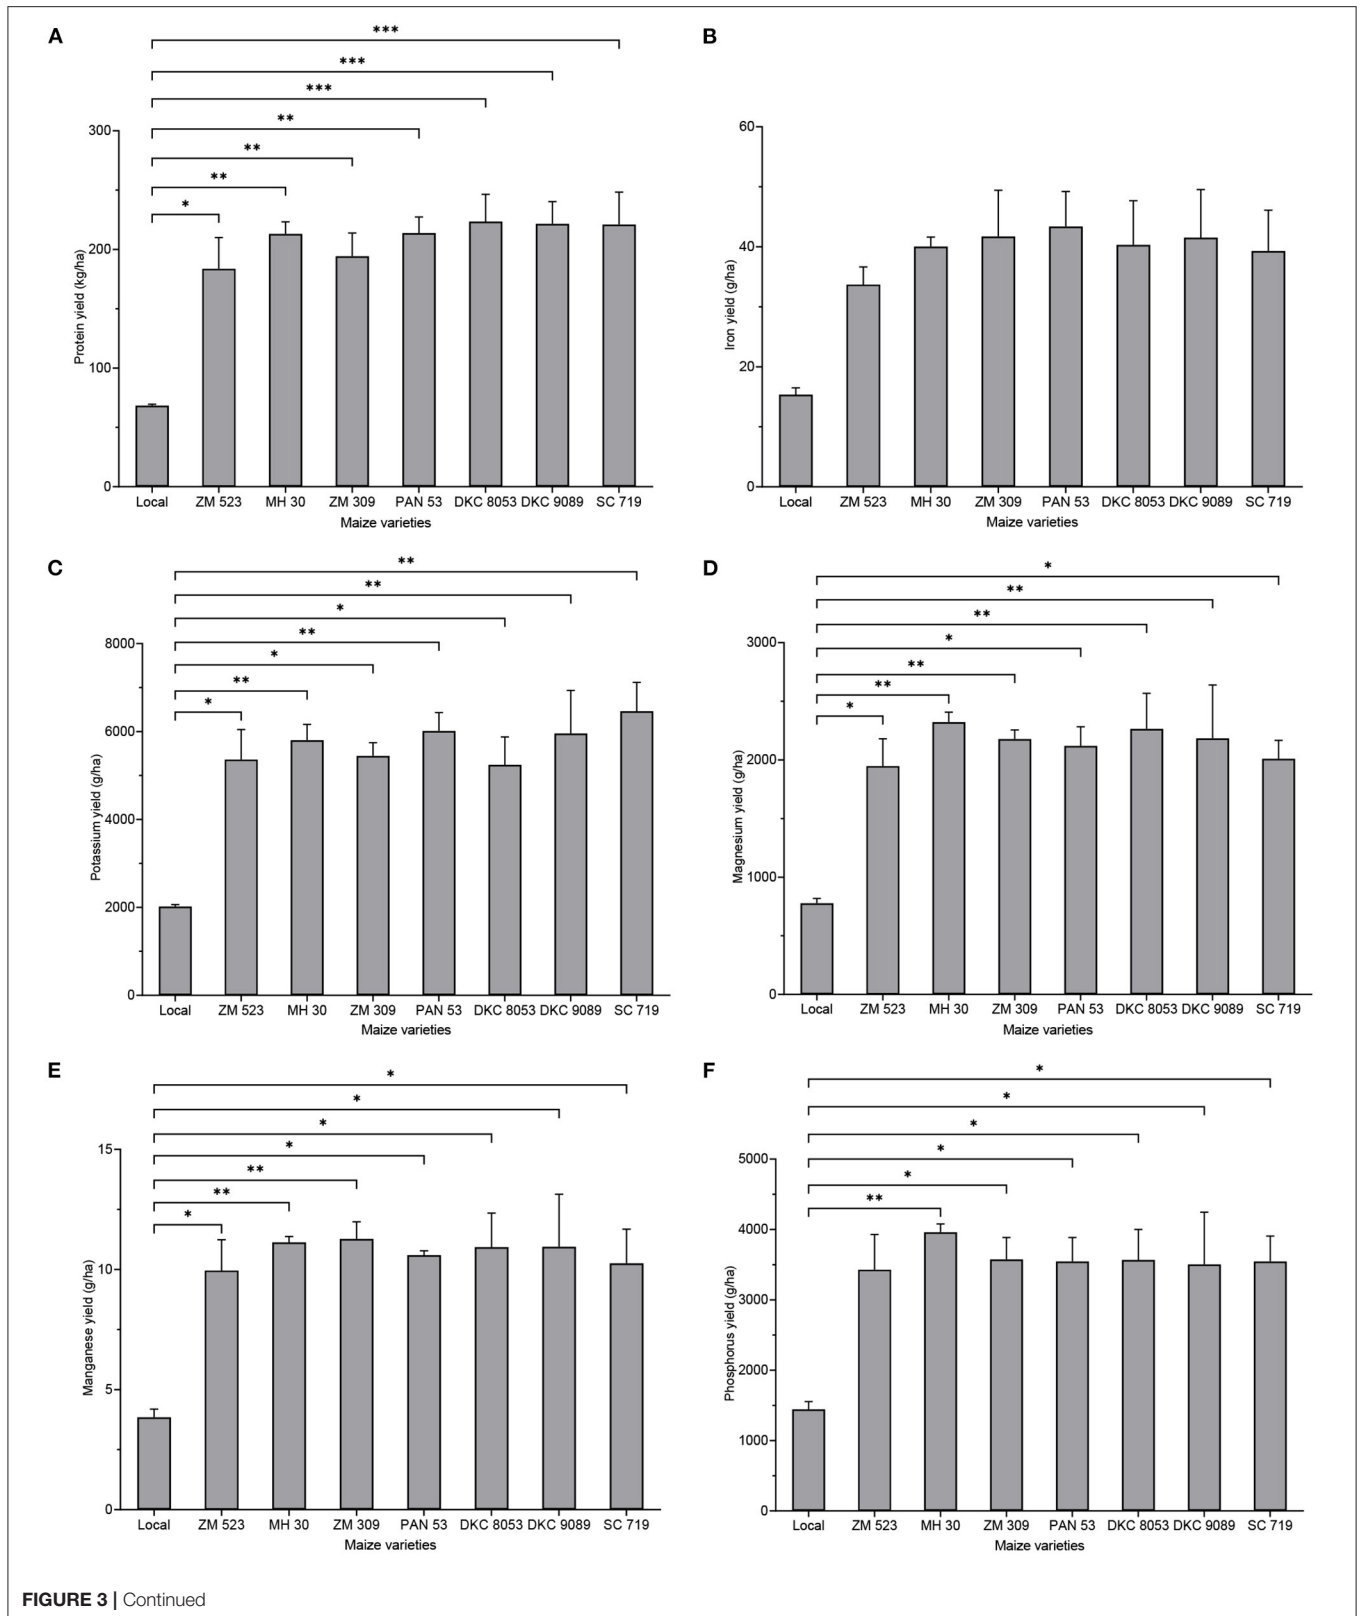 A
***
***
***
**
**
**
*
Protein yield (kg/ha)
300
200
100
0
Local ZM 523 MH 30 ZM 309 PAN 53 DKC 8053 DKC 9089 SC 719
Maize varieties
B
Iron yield (g/ha)
60
40
20
0
Local ZM 523 MH 30 ZM 309 PAN 53 DKC 8053 DKC 9089 SC 719
Maize varieties
C
**
**
*
**
*
**
*
Potassium yield (g/ha)
8000
6000
4000
2000
0
Local ZM 523 MH 30 ZM 309 PAN 53 DKC 8053 DKC 9089 SC 719
Maize varieties
D
*
**
**
*
**
**
*
Magnesium yield (g/ha)
3000
2000
1000
0
Local ZM 523 MH 30 ZM 309 PAN 53 DKC 8053 DKC 9089 SC 719
Maize varieties
E
*
*
*
*
**
**
*
Manganese yield (g/ha)
15
10
5
0
Local ZM 523 MH 30 ZM 309 PAN 53 DKC 8053 DKC 9089 SC 719
Maize varieties
F
*
*
*
*
*
**
Phosphorus yield (g/ha)
5000
4000
3000
2000
1000
0
Local ZM 523 MH 30 ZM 309 PAN 53 DKC 8053 DKC 9089 SC 719
Maize varieties
FIGURE 3 | Continued